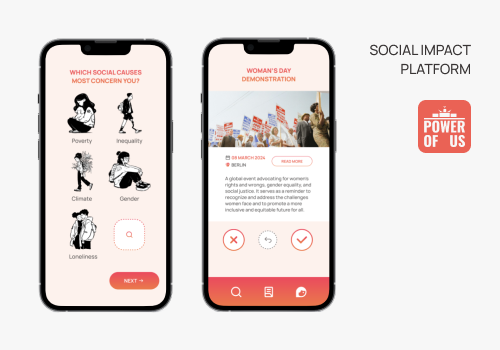 WHICH SOCIAL CAUSES
MOST CONCERN YOU?
Poverty
Inequality
Climate
Gender
Loneliness
NEXT →
WOMAN'S DAY
DEMONSTRATION
08 MARCH 2024
BERLIN
READ MORE
A global event advocating for women's
rights and wrongs, gender equality, and
social justice. It serves as a reminder to
recognize and address the challenges
women face and to promote a more
inclusive and equitable future for all.
SOCIAL IMPACT
PLATFORM
POWER
OF US